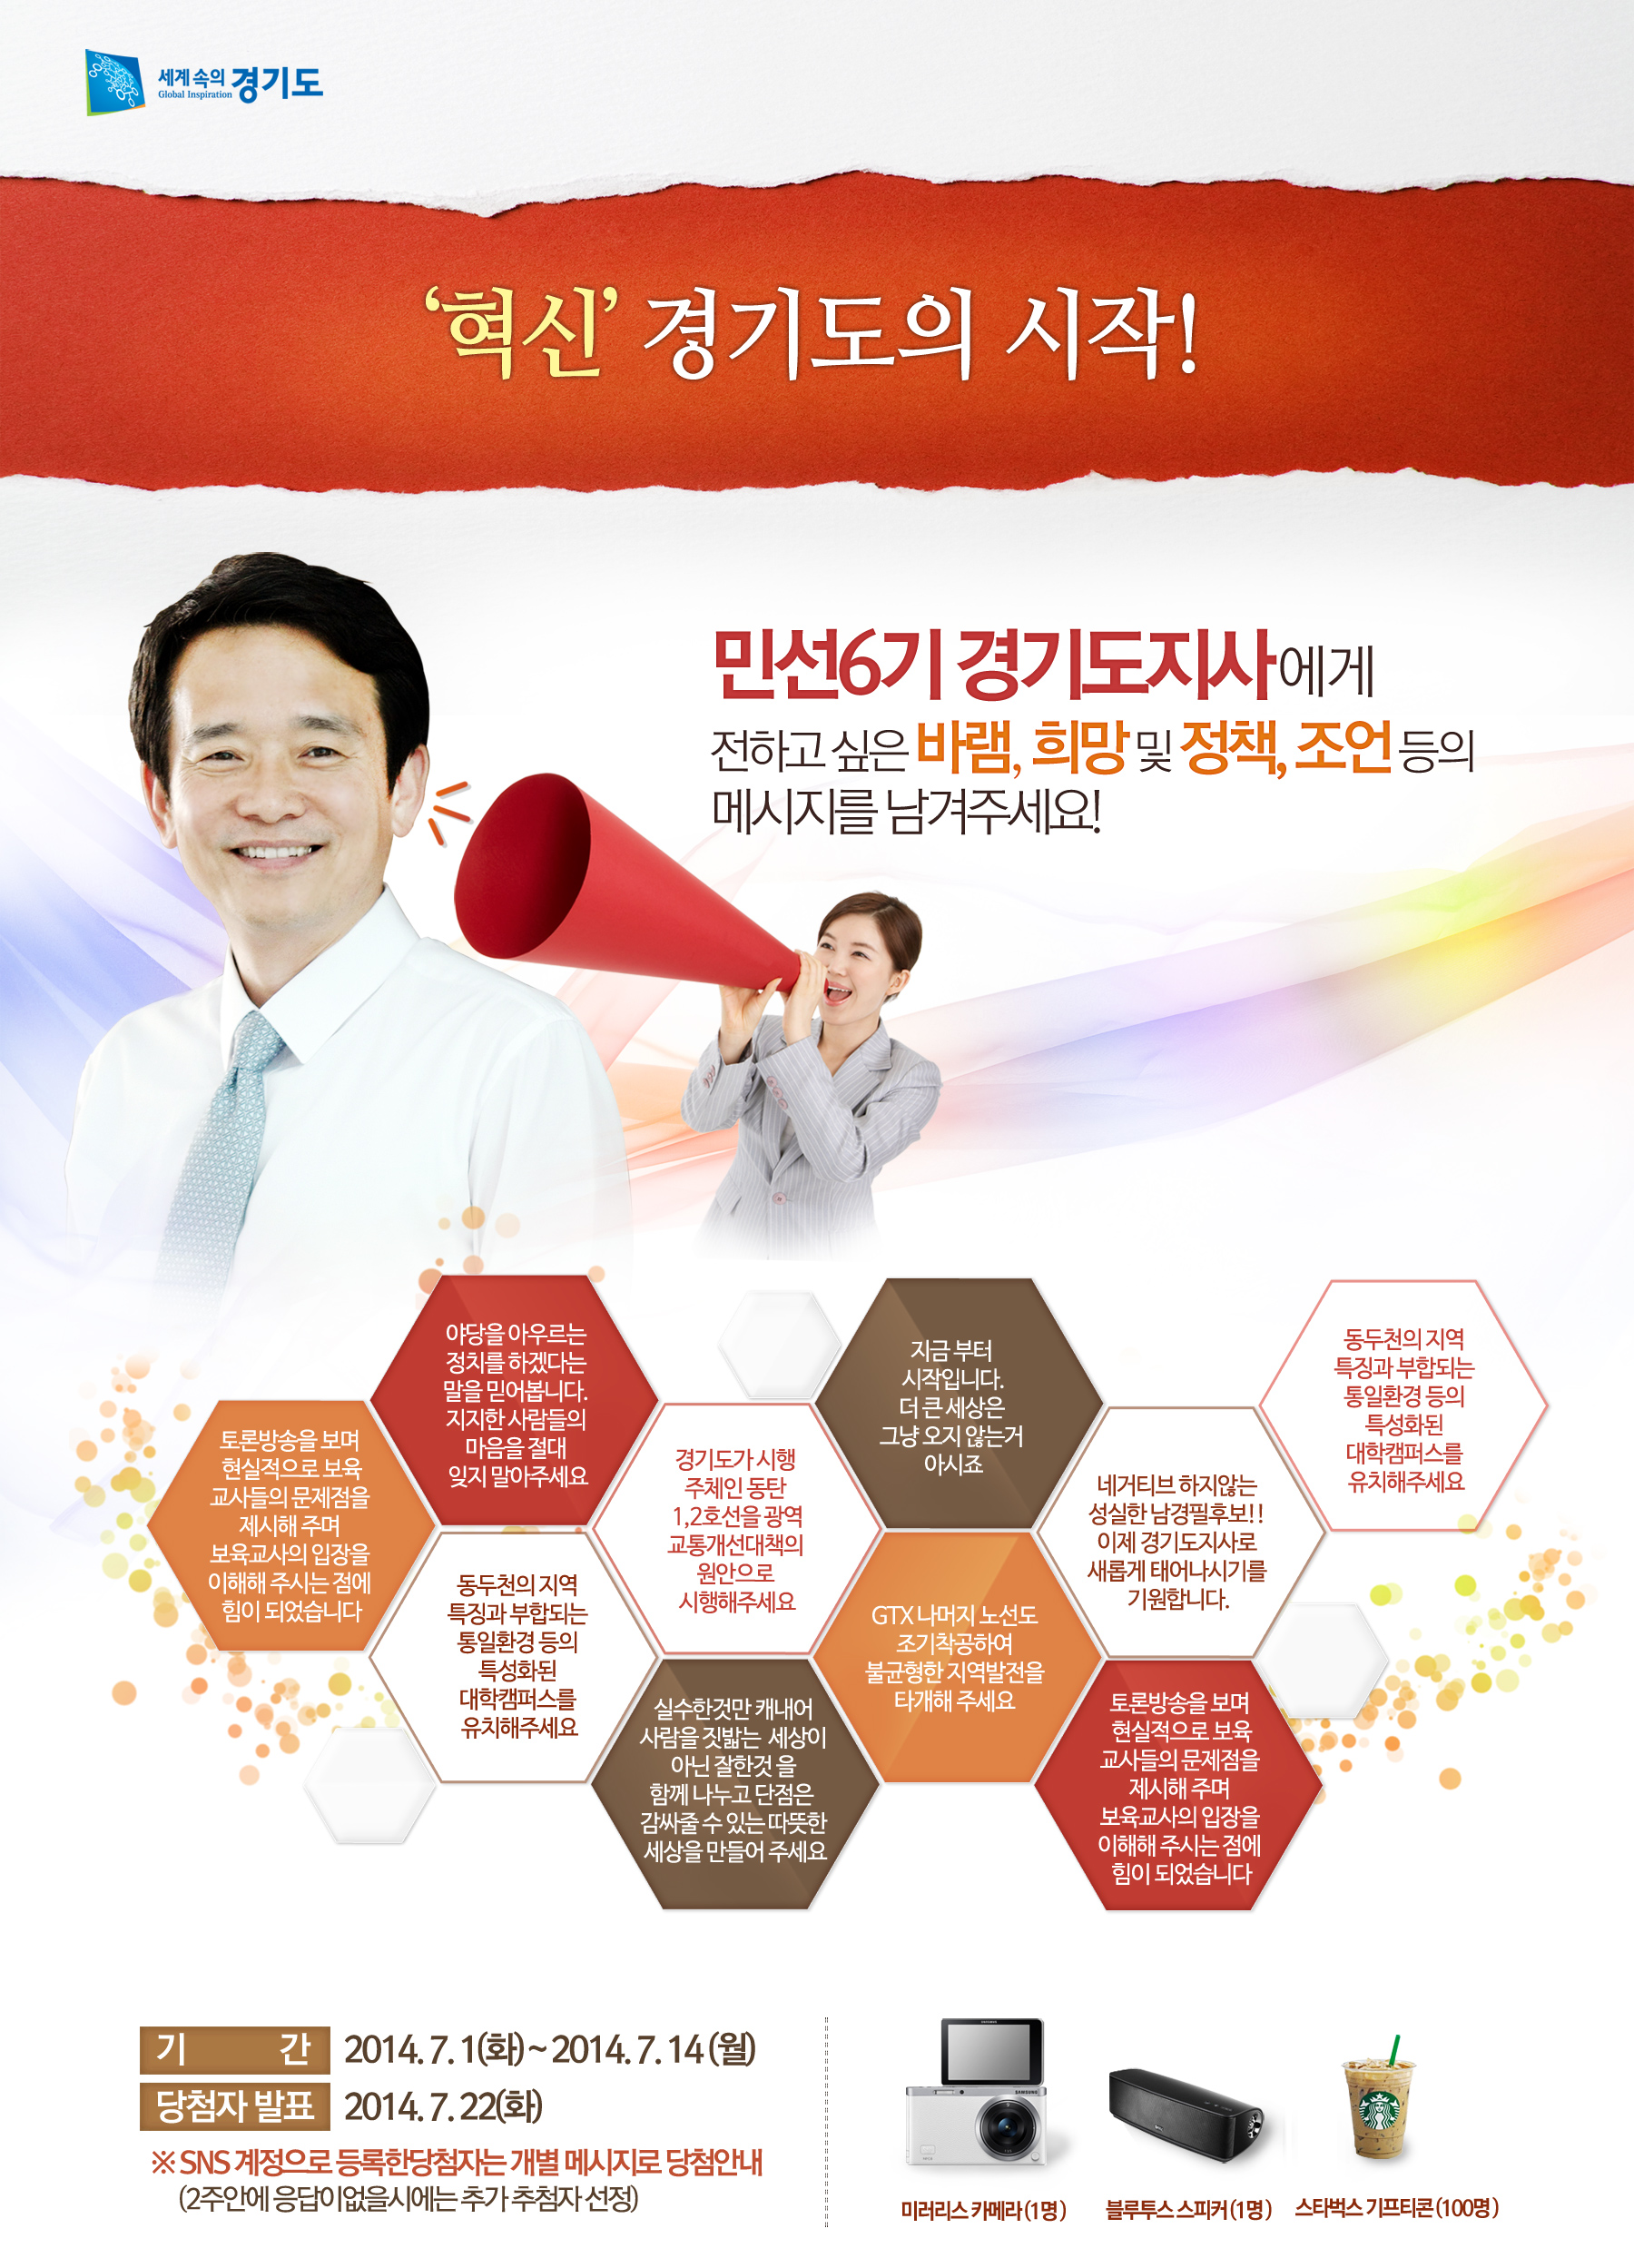 세계 속의 경기도
Global Inspiration
‘혁신’ 경기도의 시작!
민선6기 경기도지사에게
전하고 싶은 바램, 희망 및 정책, 조언 등의
메시지를 남겨주세요!
야당을 아우르는
정치를 하겠다는
말을 믿어봅니다.
지지한 사람들의
마음을 절대
잊지 말아주세요
지금 부터
시작입니다.
더 큰 세상은
그냥 오지 않는거
아시죠
동두천의 지역
특징과 부합되는
통일환경 등의
특성화된
대학캠퍼스를
유치해주세요
토론방송을 보며
현실적으로 보육
교사들의 문제점을
제시해 주며
보육교사의 입장을
이해해 주시는 점에
힘이 되었습니다
경기도가 시행
주체인 동탄
1,2호선을 광역
교통개선대책의
원안으로
시행해주세요
네거티브 하지않는
성실한 남경필후보!!
이제 경기도지사로
새롭게 태어나시기를
기원합니다.
동두천의 지역
특징과 부합되는
통일환경 등의
특성화된
대학캠퍼스를
유치해주세요
GTX 나머지 노선도
조기착공하여
불균형한 지역발전을
타개해 주세요
실수한것만 캐내어
사람을 짓밟는 세상이
아닌 잘한것 을
함께 나누고 단점은
감싸줄 수 있는 따뜻한
세상을 만들어 주세요
토론방송을 보며
현실적으로 보육
교사들의 문제점을
제시해 주며
보육교사의 입장을
이해해 주시는 점에
힘이 되었습니다
기 간 2014. 7. 1(화) ~ 2014. 7. 14 (월)
당첨자 발표 2014. 7. 22(화)
※ SNS 계정으로 등록한당첨자는 개별 메시지로 당첨안내
(2주안에 응답이없을시에는 추가 추첨자 선정)
SAMSUNG
미러리스 카메라 (1명)
블루투스 스피커 (1명)
스타벅스 기프티콘 (100명)